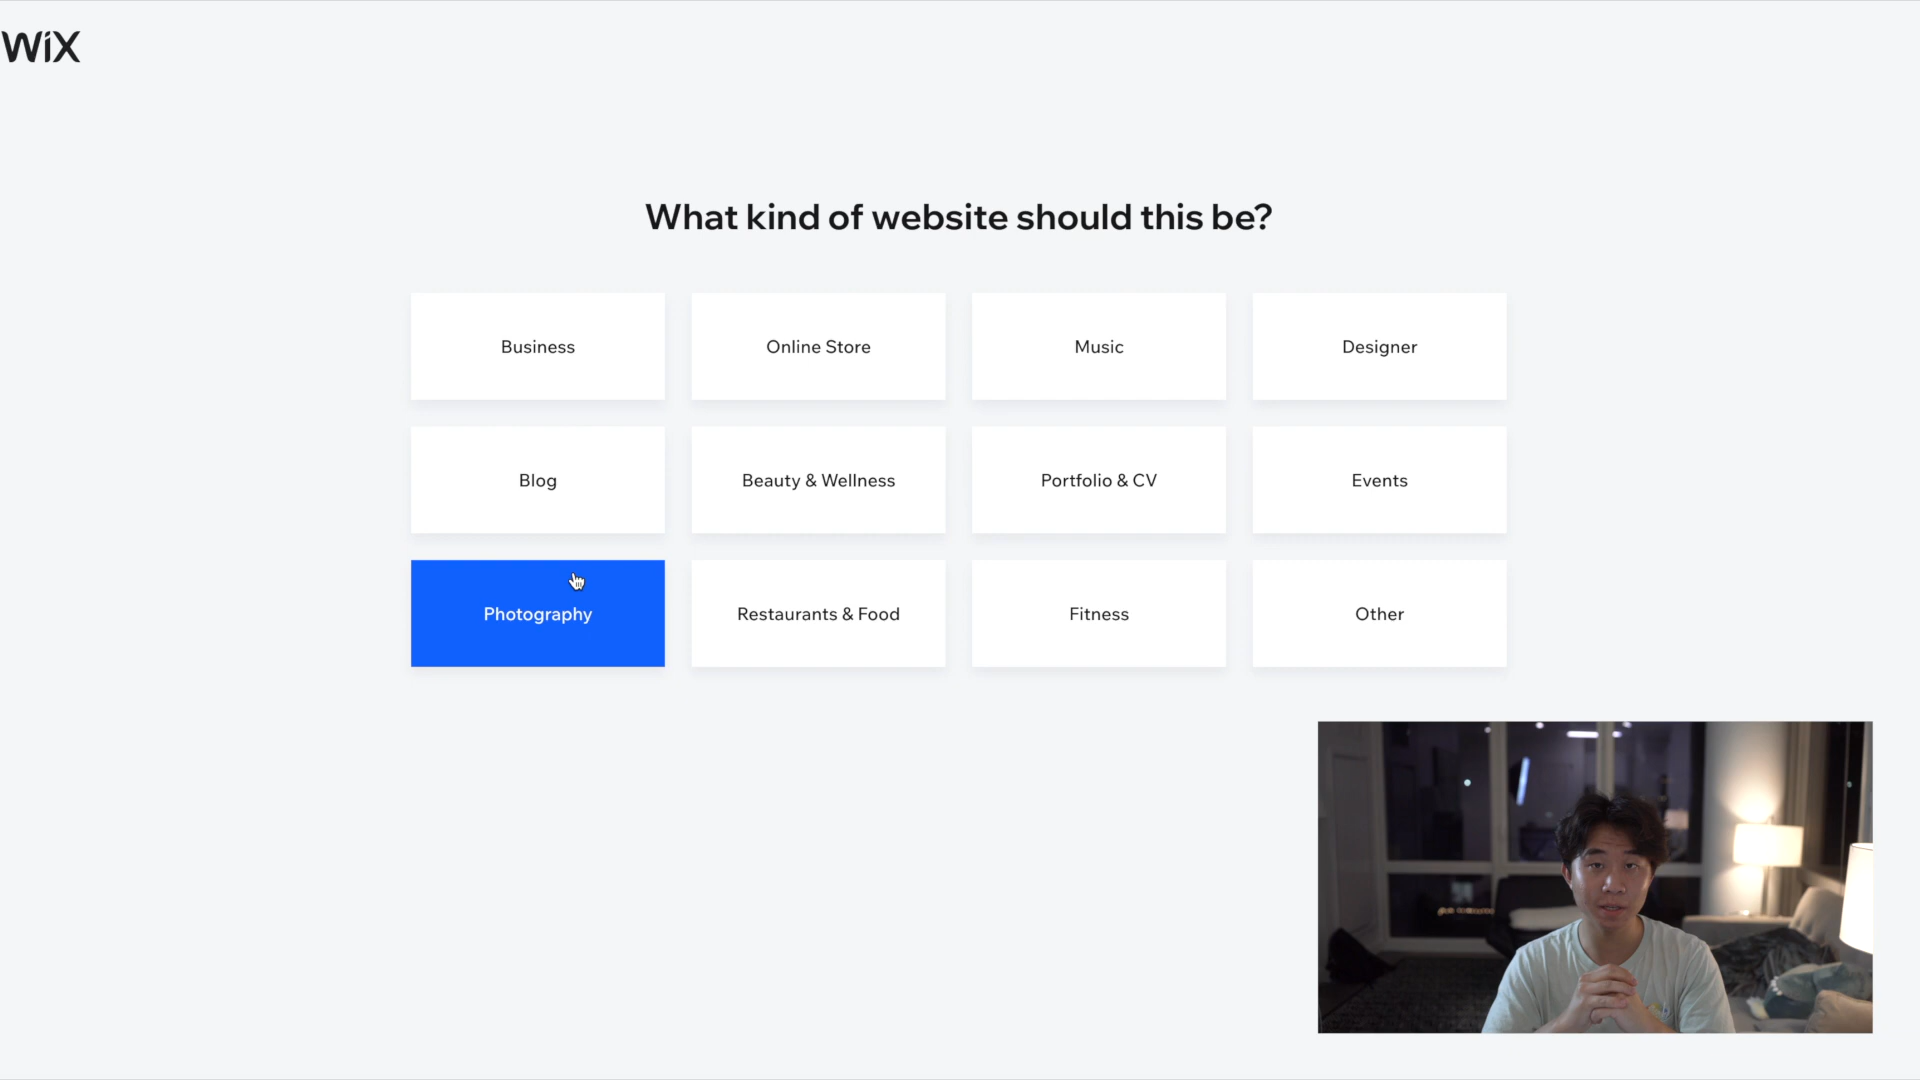 WiX
What kind of website should this be?
Business
Online Store
Music
Designer
Blog
Beauty & Wellness
Portfolio & CV
Events
Photography
Restaurants & Food
Fitness
Other